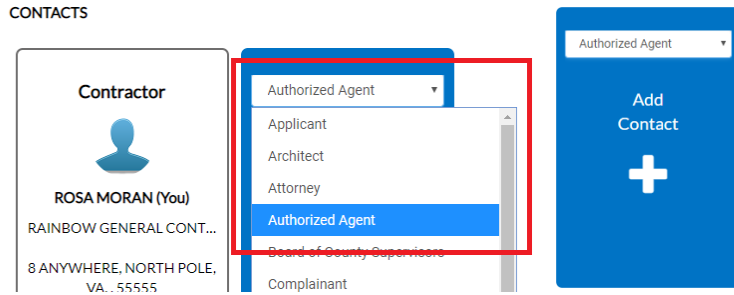 CONTACTS
Contractor
ROSA MORAN (You)
RAINBOW GENERAL CONT...
8 ANYWHERE, NORTH POLE,
VA, , 55555
Authorized Agent
Applicant
Architect
Attorney
Authorized Agent
Board of County Supervisors
Complainant
Authorized Agent
Add
Contact